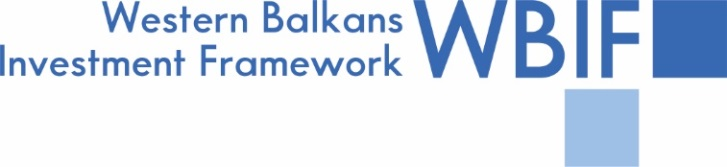 Western Balkans
Investment Framework
WBIF